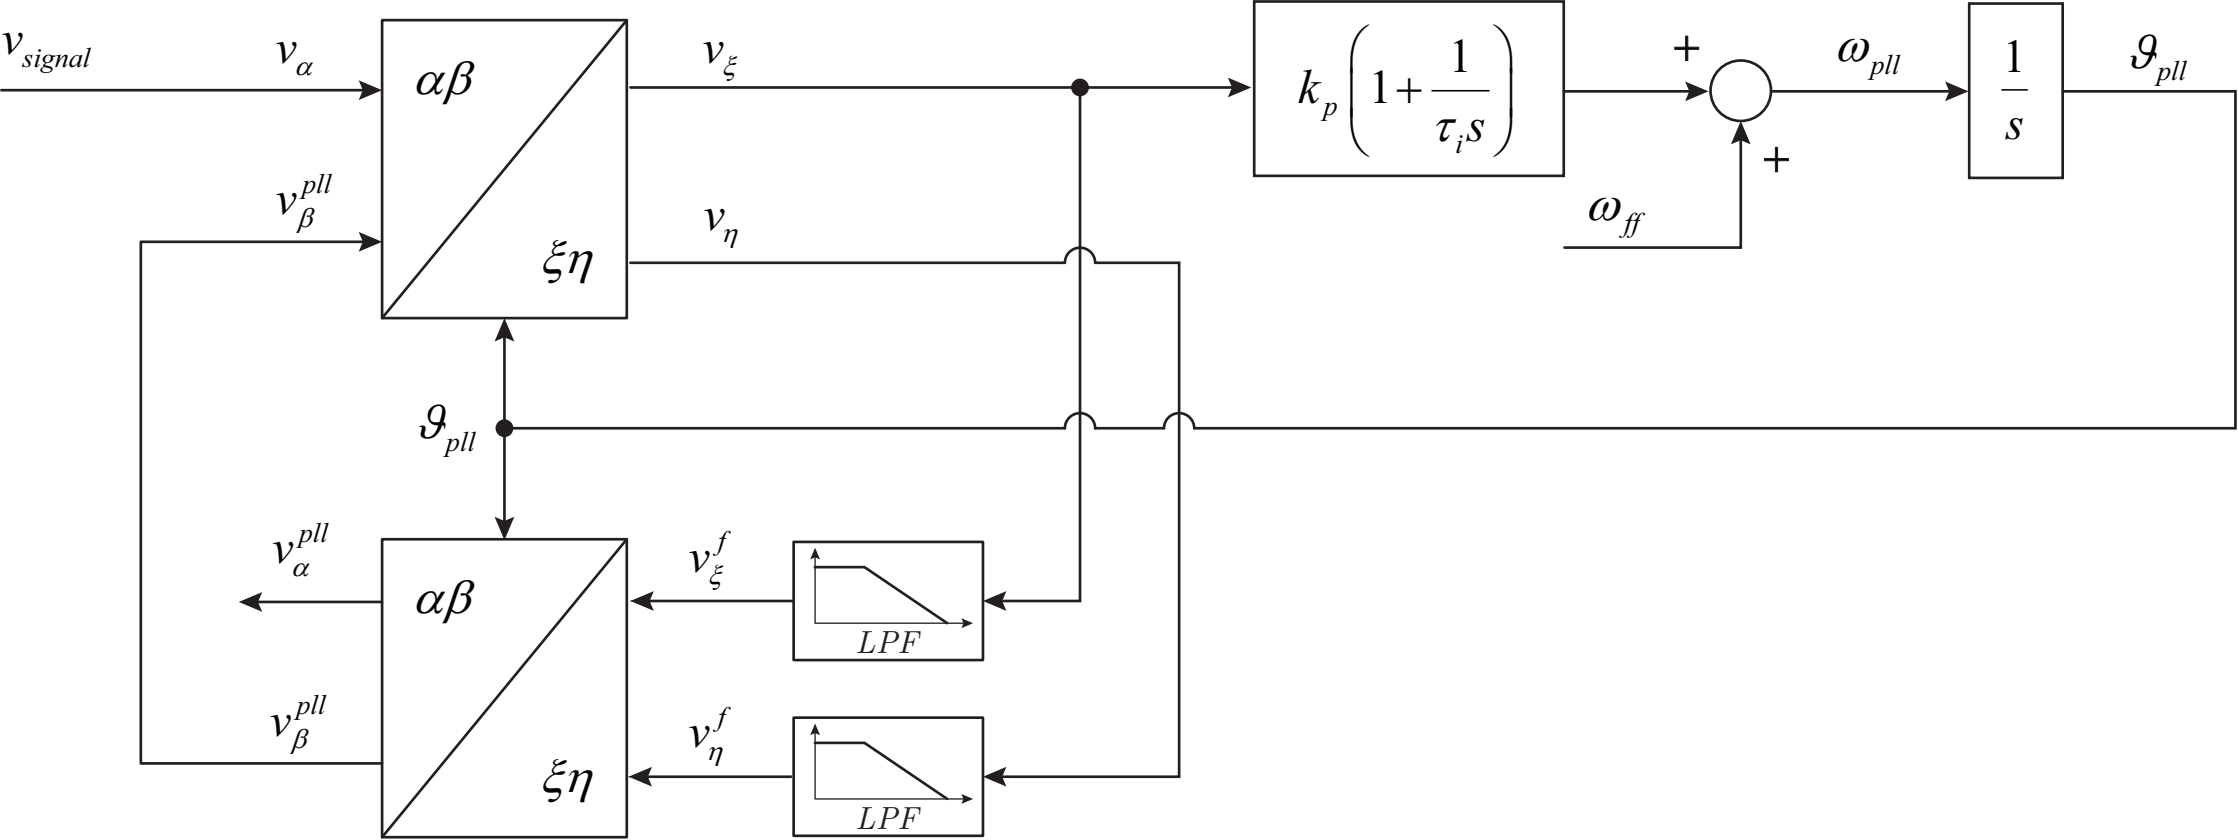 v_signal
v_α
αβ
ξη
v_ξ
k_p(1+1/(τ_i s))
+
ω_pll
1/s
ϑ_pll
v_β^pll
v_η
ω_ff
+
ϑ_pll
v_α^pll
αβ
ξη
v_ξ^f
LPF
v_β^pll
v_η^f
LPF